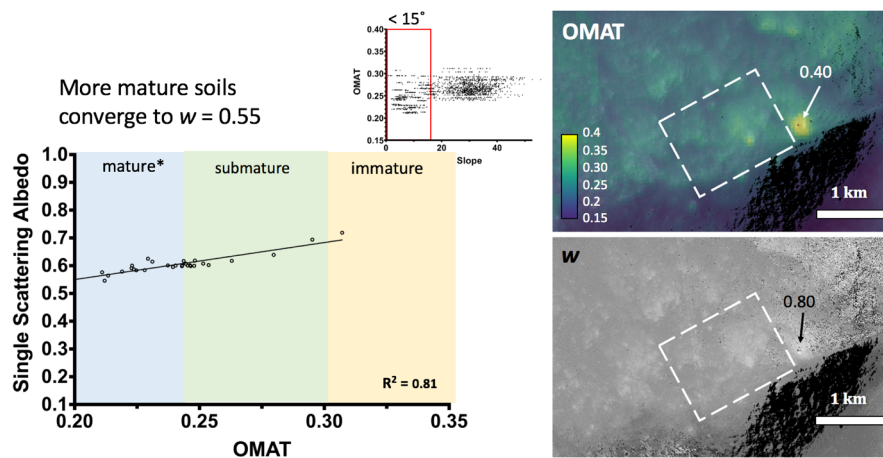 More mature soils
converge to w = 0.55
< 15°
0.40
0.35
0.30
0.25
0.20
0.15
OMAT
0
10
20
30
40
50
Slope
1.0
0.9
0.8
0.7
0.6
0.5
0.4
0.3
0.2
0.1
Single Scattering Albedo
mature*
submature
immature
R² = 0.81
0.20
0.25
0.30
0.35
OMAT
OMAT
0.40
0.4
0.35
0.3
0.25
0.2
0.15
1 km
w
0.80
1 km